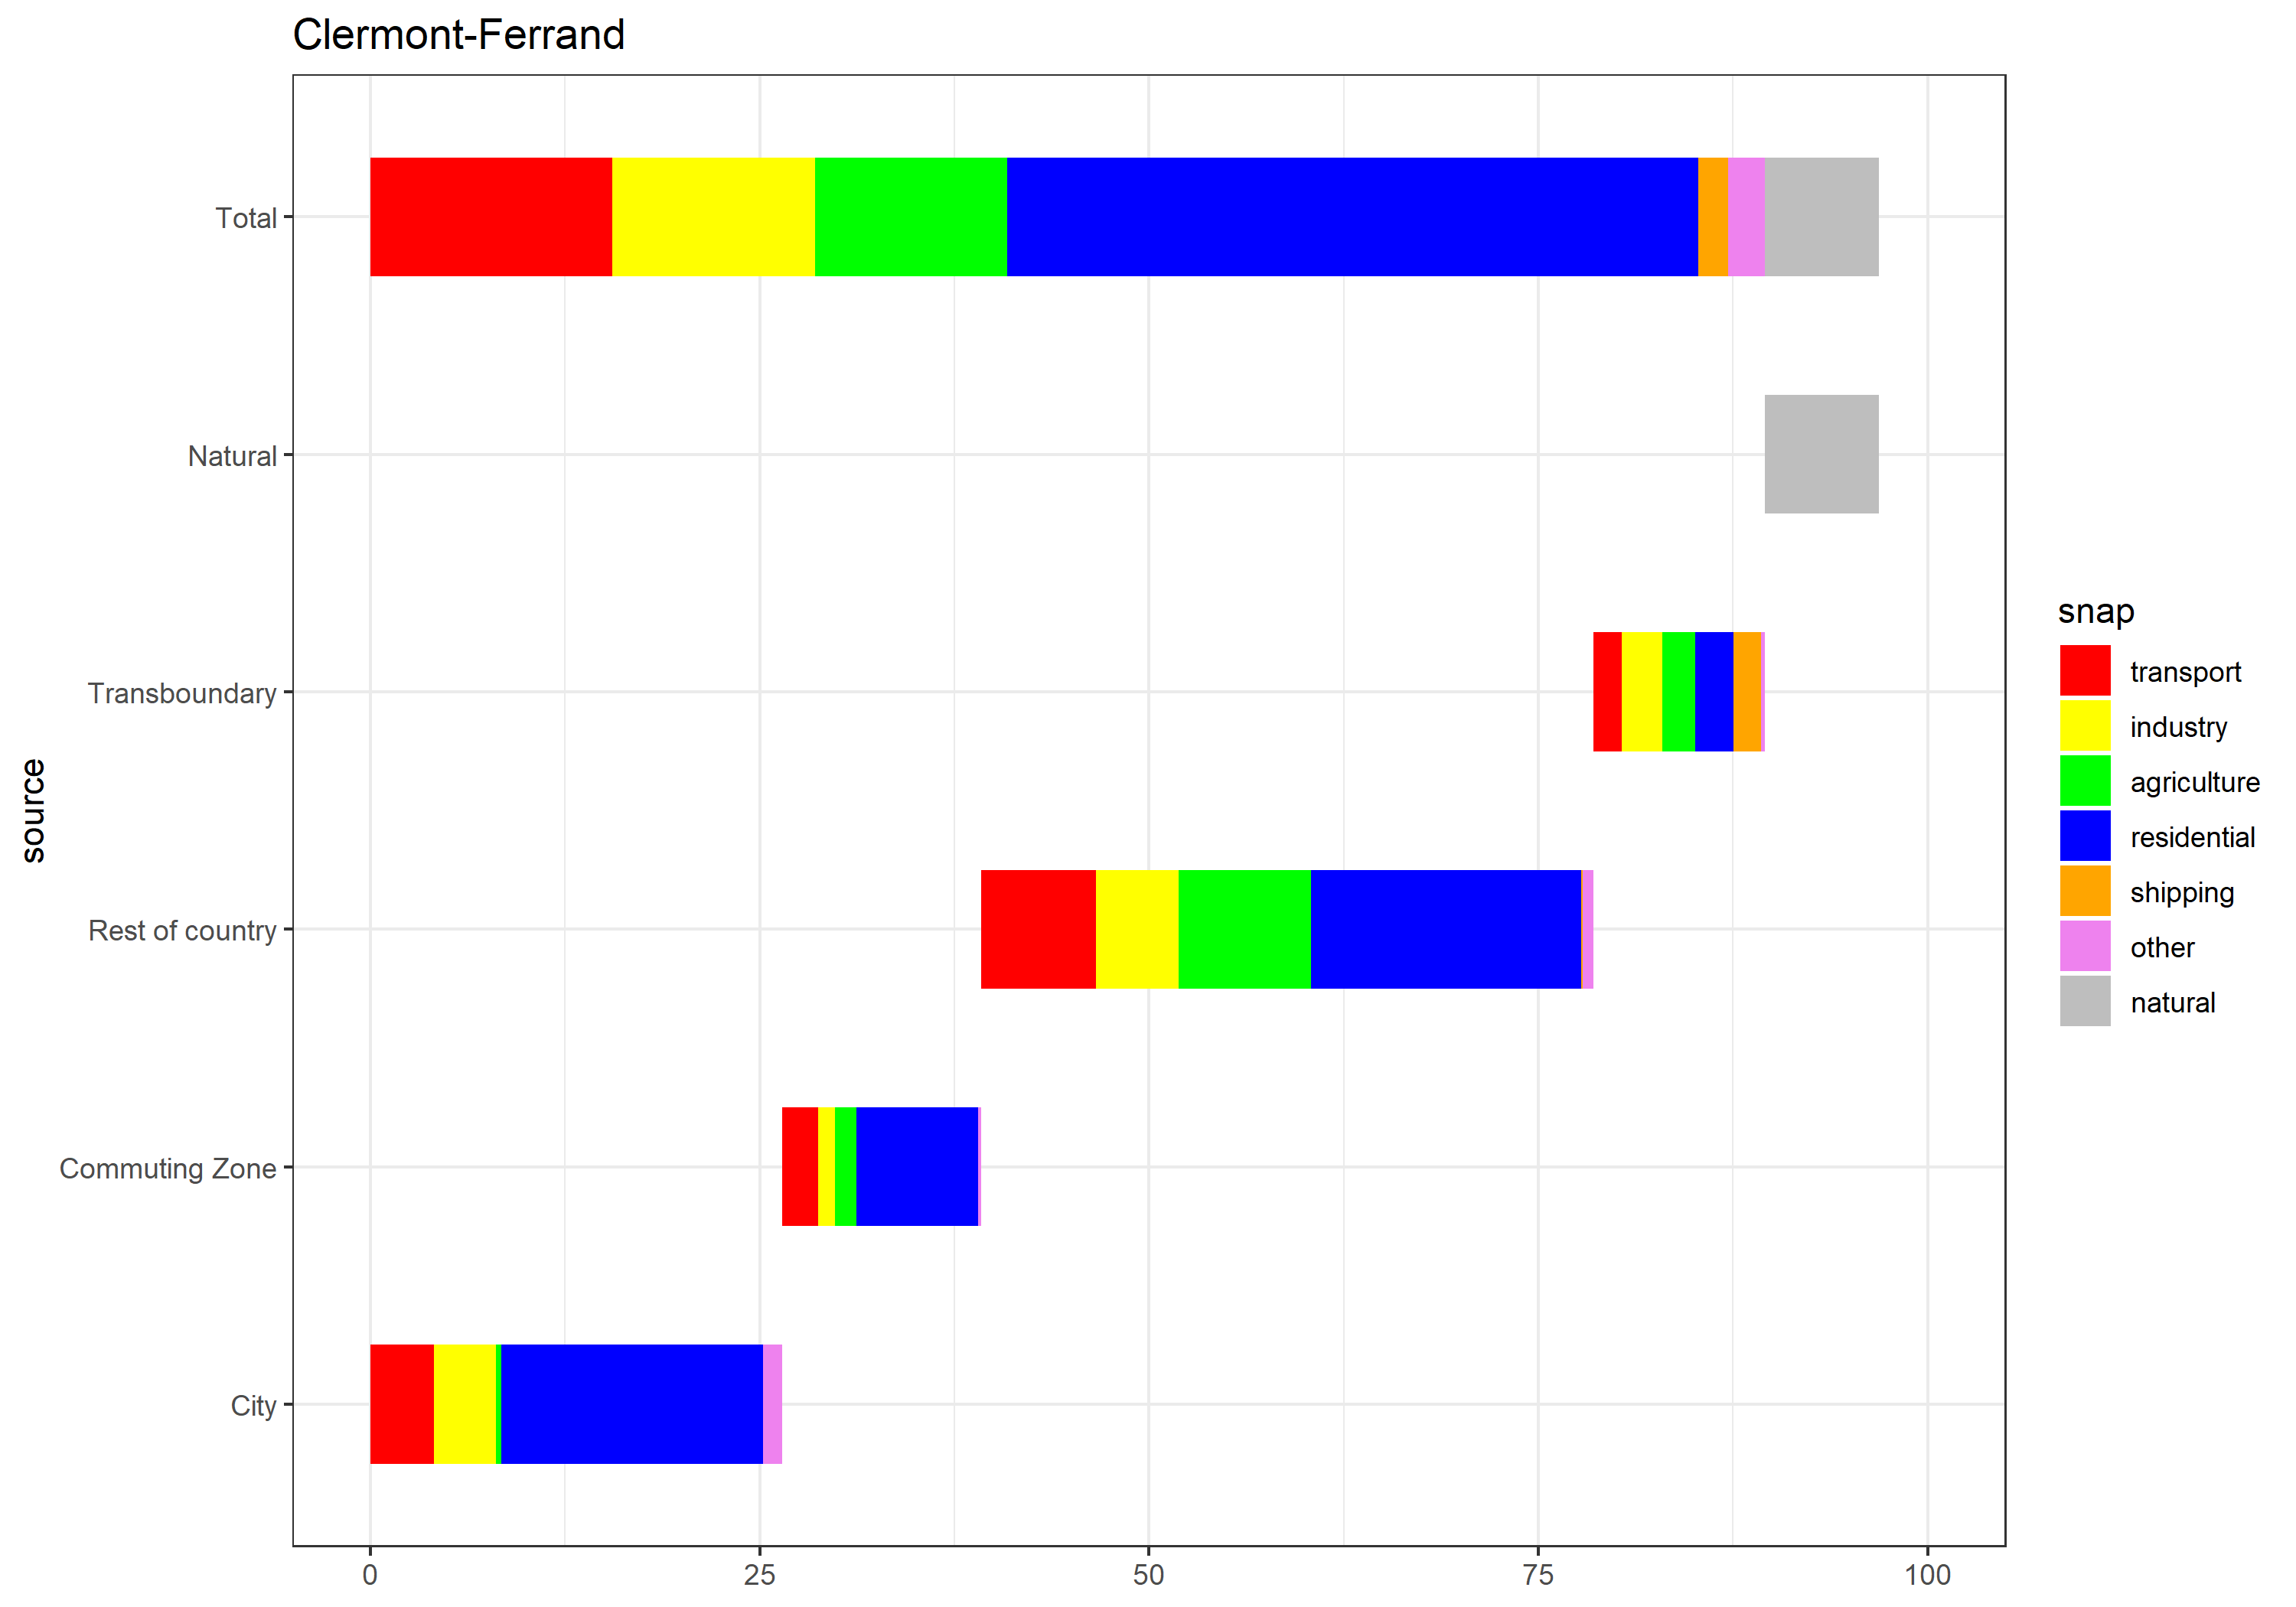 Clermont-Ferrand
source
Total
Natural
Transboundary
Rest of country
Commuting Zone
City
0
25
50
75
100
snap
transport
industry
agriculture
residential
shipping
other
natural